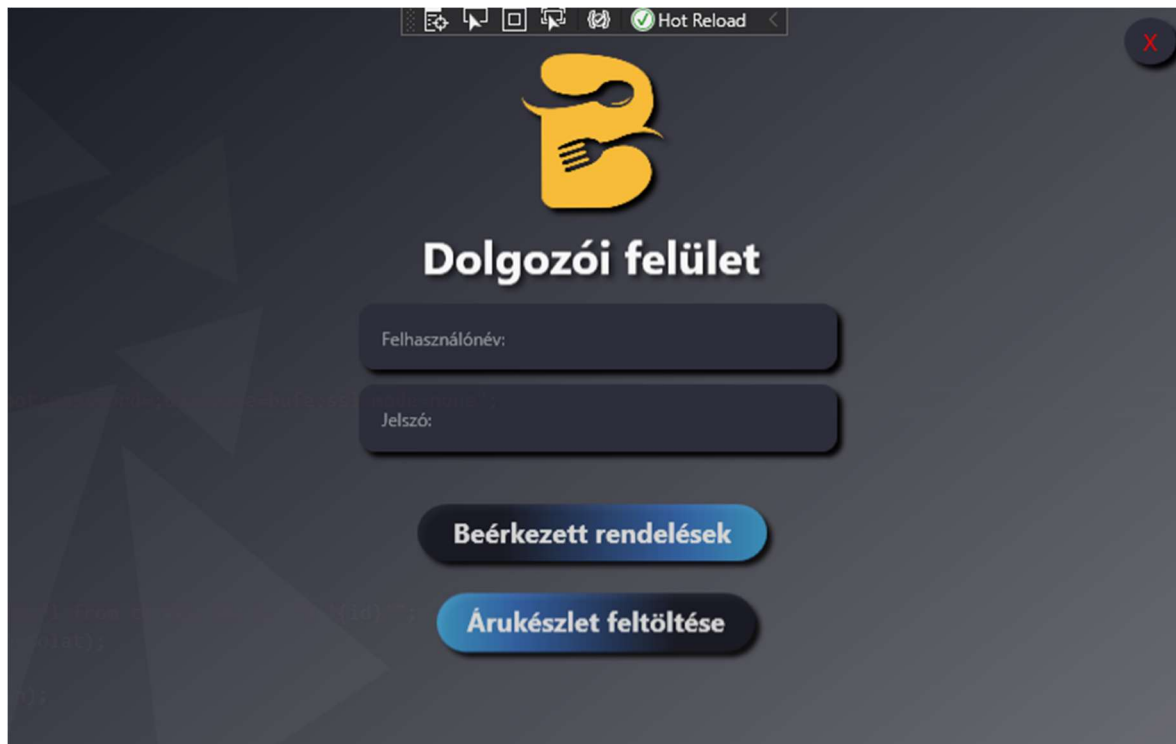 Hot Reload
X
Dolgozói felület
Felhasználónév:
Jelszó:
Beérkezett rendelések
Árukészlet feltöltése